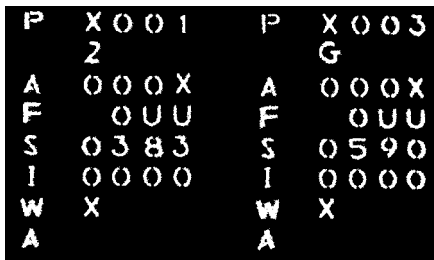 P X001 P X003
2 G
A 000X A 000X
F 0UU F 0UU
S 0383 S 0590
I 0000 I 0000
W X W X
A A